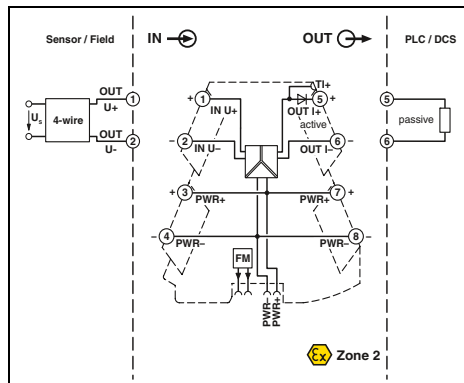 Sensor / Field
IN
OUT
PLC / DCS
OUT
U+
1
+
1
IN U+
TI+
5
+
OUT I+
active
5
Us
4-wire
passive
OUT
U-
2
–
2
IN U–
6
–
OUT I–
6
+
3
PWR+
7
+
PWR+
–
4
PWR–
8
–
PWR–
FM
PWR–
PWR+
Ex
Zone 2